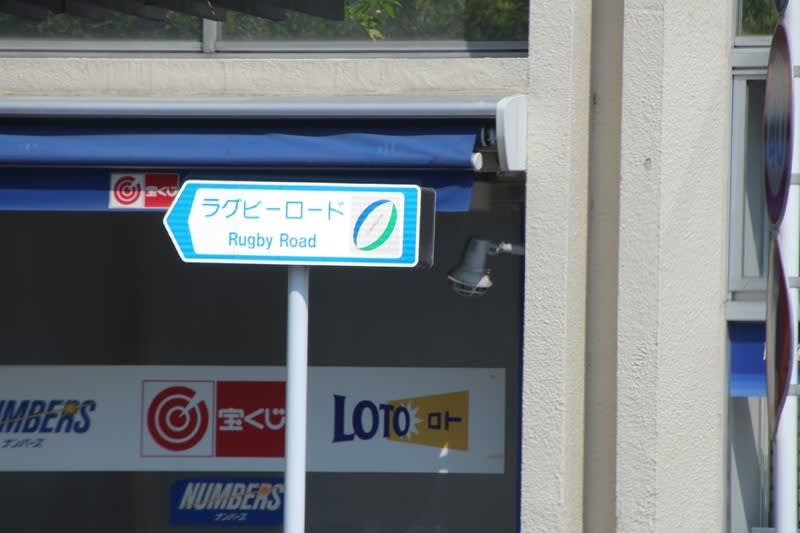 宝くじ
ラグビーロード
Rugby Road
NUMBERS
ナンバーズ
宝くじ
LOTO
ロト
NUMBERS
ナンバーズ